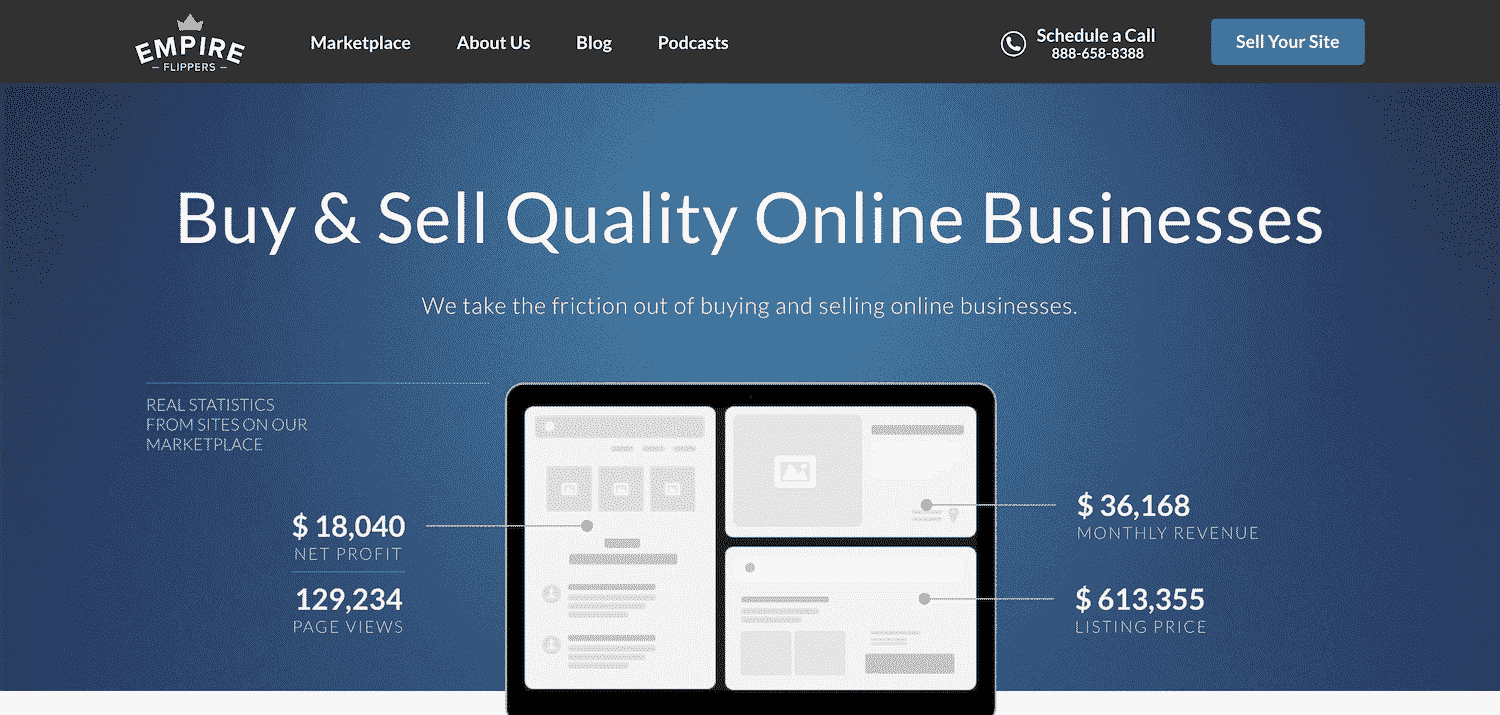 EMPIRE
FLIPPERS
Marketplace
About Us
Blog
Podcasts
Schedule a Call
888-658-8388
Sell Your Site
Buy & Sell Quality Online Businesses
We take the friction out of buying and selling online businesses.
REAL STATISTICS
FROM SITES ON OUR
MARKETPLACE
$ 18,040
NET PROFIT
129,234
PAGE VIEWS
$ 36,168
MONTHLY REVENUE
$ 613,355
LISTING PRICE